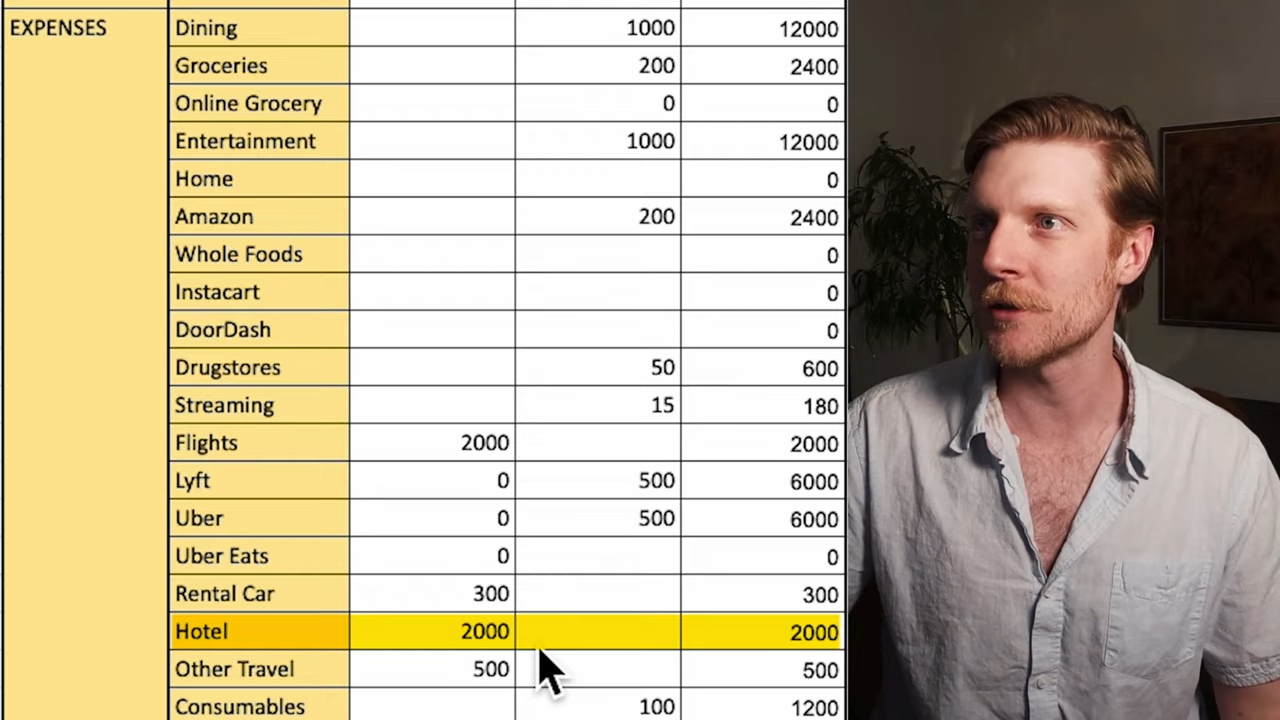 EXPENSES Dining 1000 12000
Groceries 200 2400
Online Grocery 0 0
Entertainment 1000 12000
Home 0
Amazon 200 2400
Whole Foods 0
Instacart 0
DoorDash 0
Drugstores 50 600
Streaming 15 180
Flights 2000 2000
Lyft 0 500 6000
Uber 0 500 6000
Uber Eats 0 0
Rental Car 300 300
Hotel 2000 2000
Other Travel 500 500
Consumables 100 1200